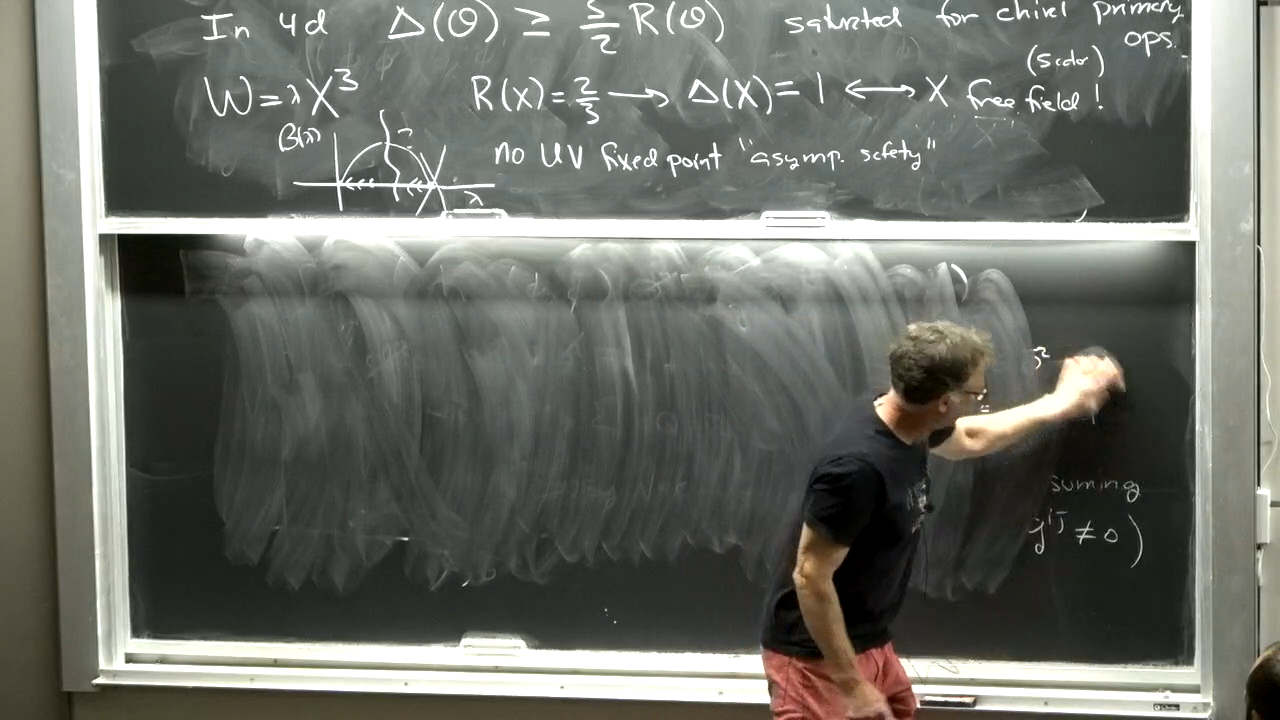 In 4d Δ(O) ≥ 3/2 R(O) saturated for chiral primary
ops.
(scalar)
W = λX³ R(X) = 2/3 → Δ(X) = 1 ↔ X free field!
β(λ)
no UV fixed point "asymp. safety"
λ
suming
≠ 0 )